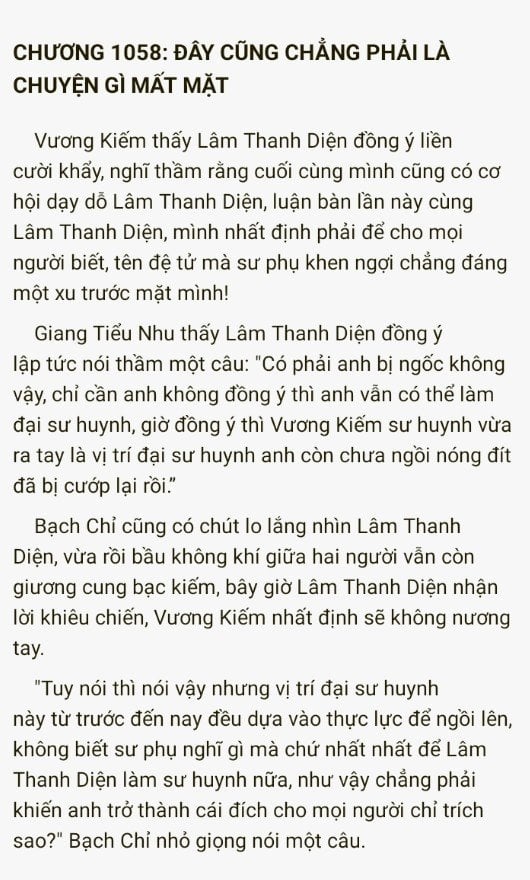 CHƯƠNG 1058: ĐÂY CŨNG CHẲNG PHẢI LÀ
CHUYỆN GÌ MẤT MẶT
Vương Kiếm thấy Lâm Thanh Diện đồng ý liền
cười khẩy, nghĩ thầm rằng cuối cùng mình cũng có cơ
hội dạy dỗ Lâm Thanh Diện, luận bàn lần này cùng
Lâm Thanh Diện, mình nhất định phải để cho mọi
người biết, tên đệ tử mà sư phụ khen ngợi chẳng đáng
một xu trước mặt mình!
Giang Tiểu Nhu thấy Lâm Thanh Diện đồng ý
lập tức nói thầm một câu: "Có phải anh bị ngốc không
vậy, chỉ cần anh không đồng ý thì anh vẫn có thể làm
đại sư huynh, giờ đồng ý thì Vương Kiếm sư huynh vừa
ra tay là vị trí đại sư huynh anh còn chưa ngồi nóng đít
đã bị cướp lại rồi.”
Bạch Chỉ cũng có chút lo lắng nhìn Lâm Thanh
Diện, vừa rồi bầu không khí giữa hai người vẫn còn
giương cung bạc kiếm, bây giờ Lâm Thanh Diện nhận
lời khiêu chiến, Vương Kiếm nhất định sẽ không nương
tay.
"Tuy nói thì nói vậy nhưng vị trí đại sư huynh
này từ trước đến nay đều dựa vào thực lực để ngồi lên,
không biết sư phụ nghĩ gì mà chứ nhất nhất để Lâm
Thanh Diện làm sư huynh nữa, như vậy chẳng phải
khiến anh trở thành cái đích cho mọi người chỉ trích
sao?" Bạch Chỉ nhỏ giọng nói một câu.